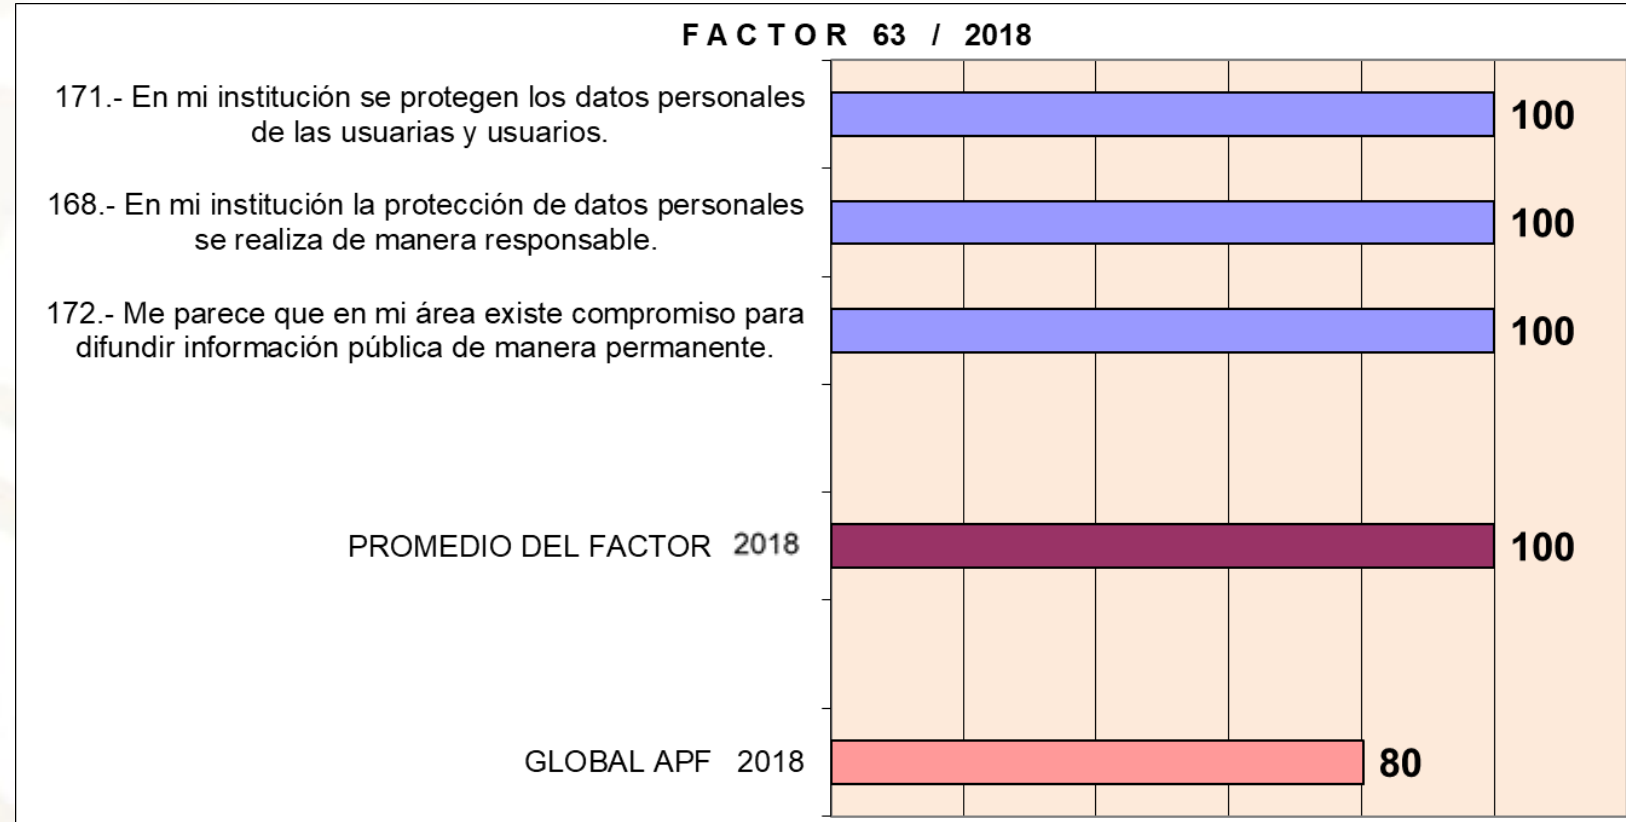 FACTOR 63 / 2018
171.- En mi institución se protegen los datos personales
de las usuarias y usuarios.
100
168.- En mi institución la protección de datos personales
se realiza de manera responsable.
100
172.- Me parece que en mi área existe compromiso para
difundir información pública de manera permanente.
100
PROMEDIO DEL FACTOR 2018
100
GLOBAL APF 2018
80